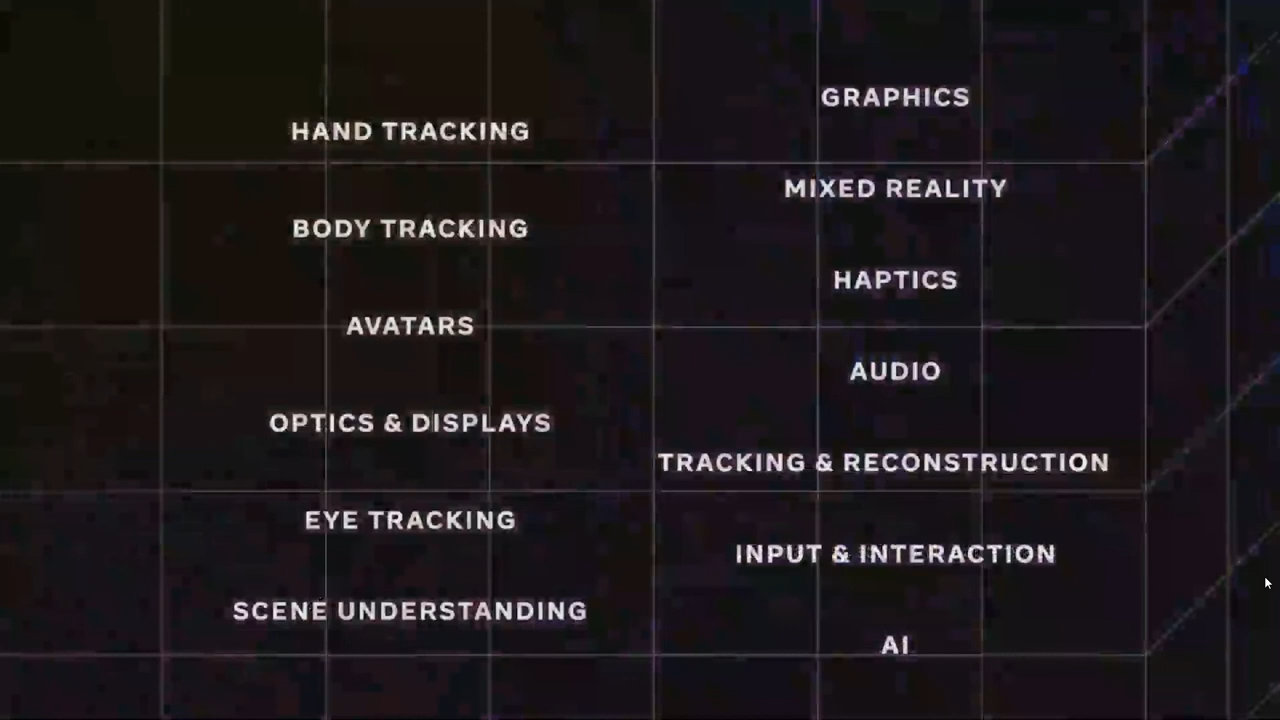 HAND TRACKING
BODY TRACKING
AVATARS
OPTICS & DISPLAYS
EYE TRACKING
SCENE UNDERSTANDING
GRAPHICS
MIXED REALITY
HAPTICS
AUDIO
TRACKING & RECONSTRUCTION
INPUT & INTERACTION
AI